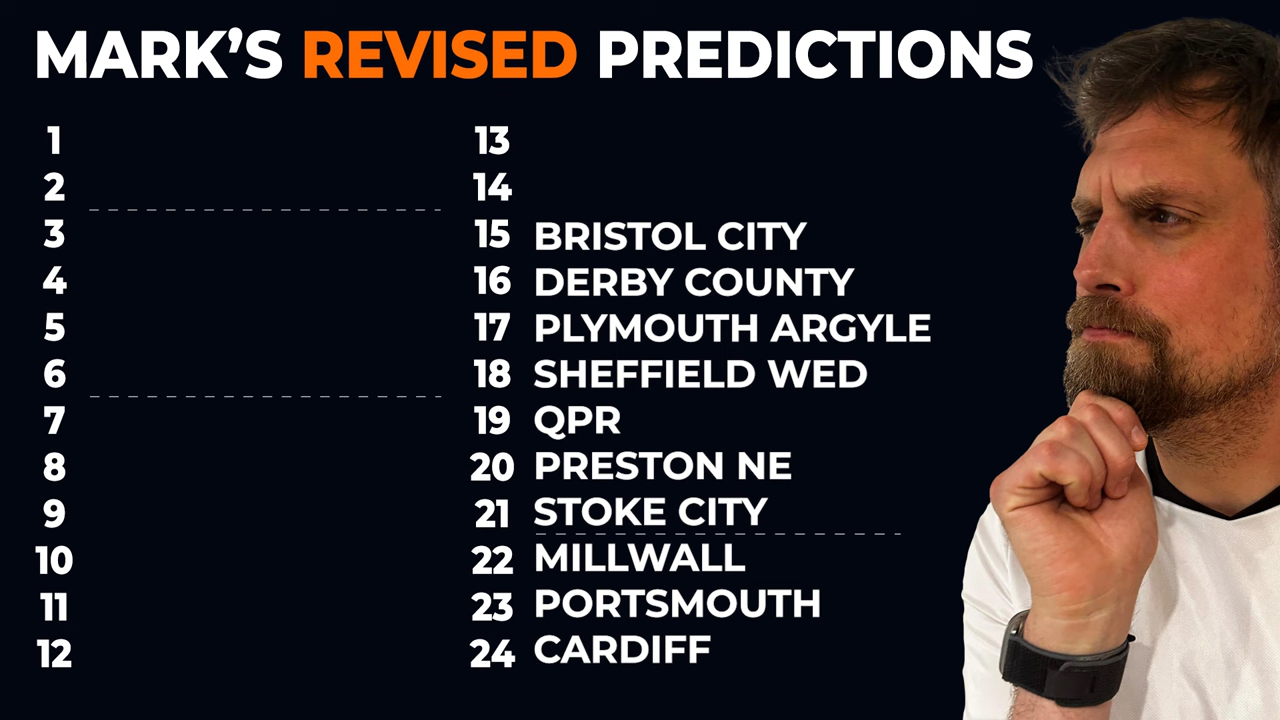 MARK'S REVISED PREDICTIONS
1
2
3
4
5
6
7
8
9
10
11
12
13
14
15 BRISTOL CITY
16 DERBY COUNTY
17 PLYMOUTH ARGYLE
18 SHEFFIELD WED
19 QPR
20 PRESTON NE
21 STOKE CITY
22 MILLWALL
23 PORTSMOUTH
24 CARDIFF